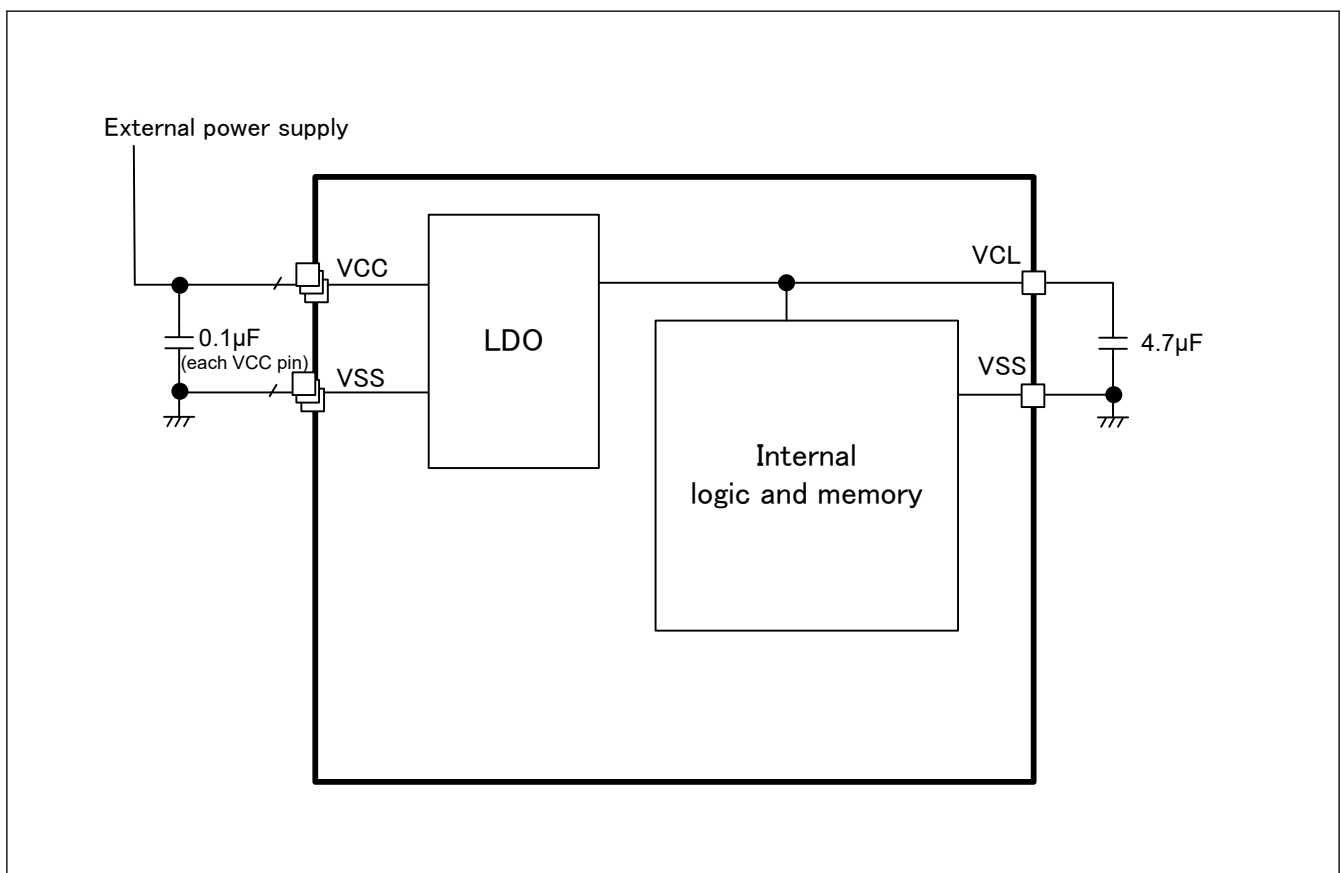 External power supply
VCC
VCL
0.1µF
(each VCC pin)
LDO
4.7µF
VSS
VSS
Internal
logic and memory